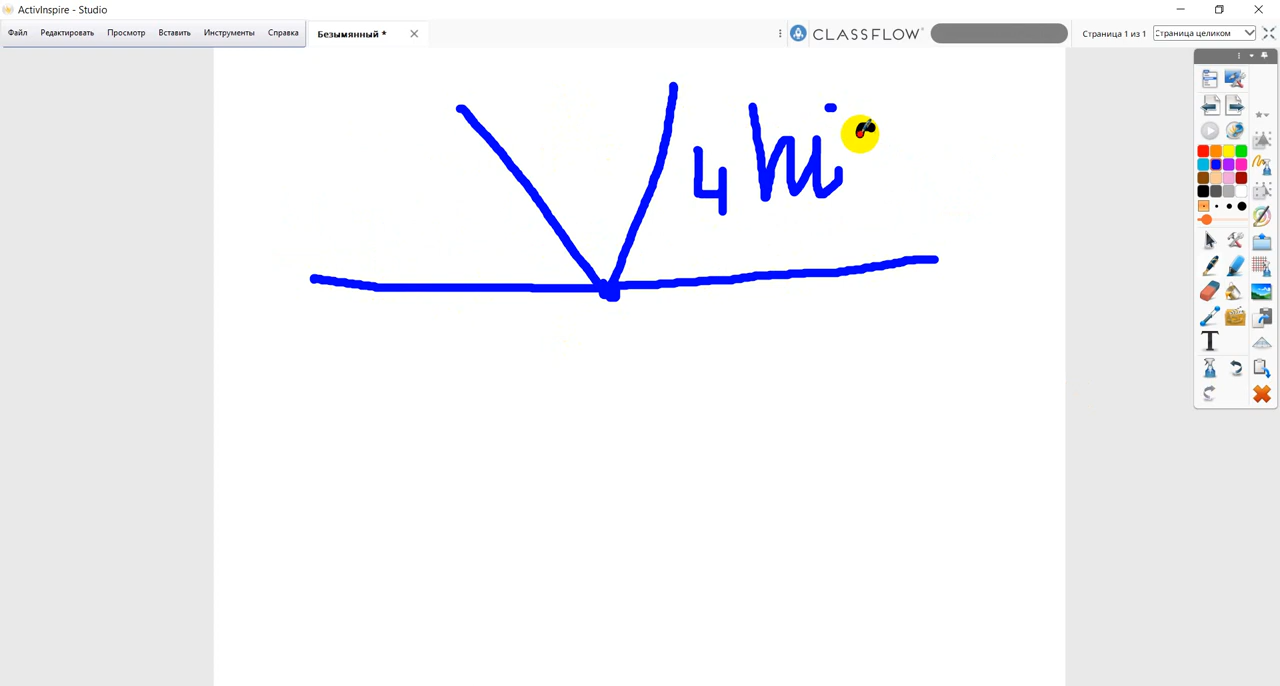 ActivInspire - Studio
Файл Редактировать Просмотр Вставить Инструменты Справка Безымянный * CLASSFLOW Страница 1 из 1 Страница целиком
4 hi
T